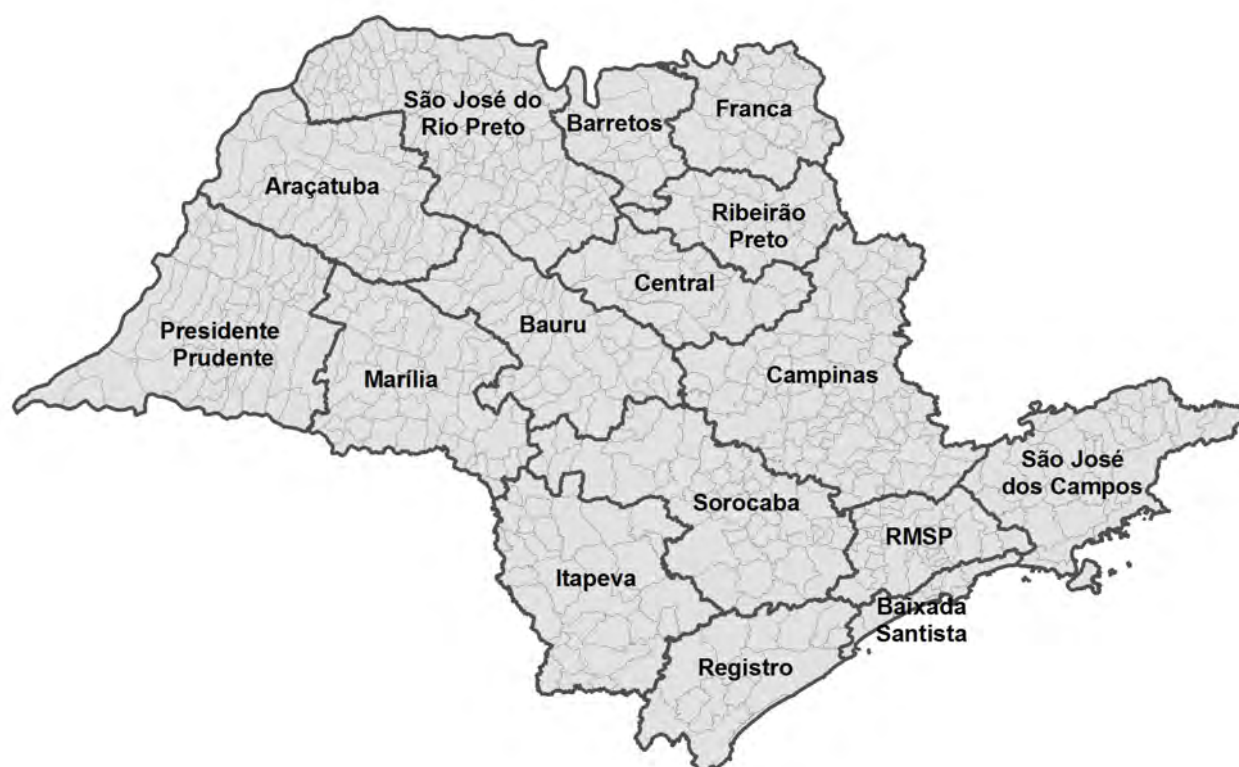 São José do
Rio Preto
Barretos
Franca
Araçatuba
Ribeirão
Preto
Central
Presidente
Prudente
Bauru
Marília
Campinas
São José
dos Campos
Sorocaba
RMSP
Itapeva
Baixada
Santista
Registro